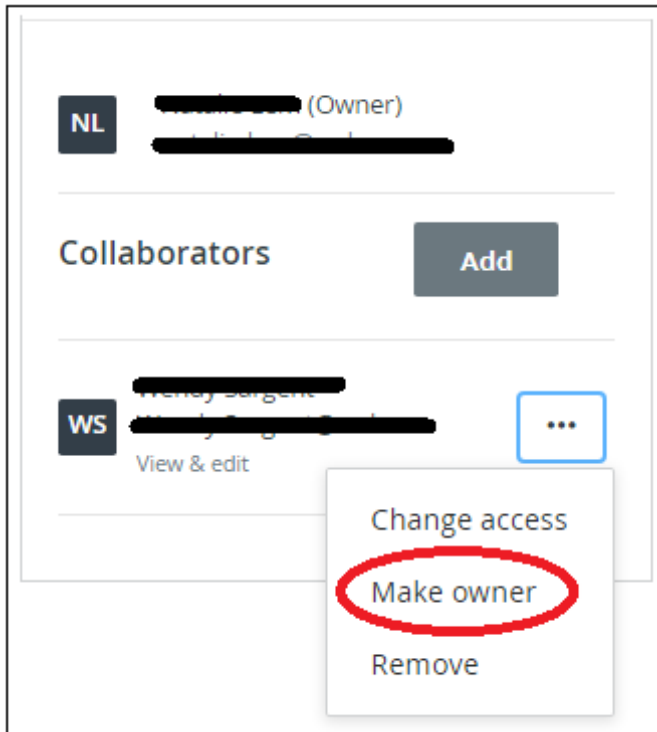 NL
(Owner)
Collaborators
Add
WS
View & edit
...
Change access
Make owner
Remove